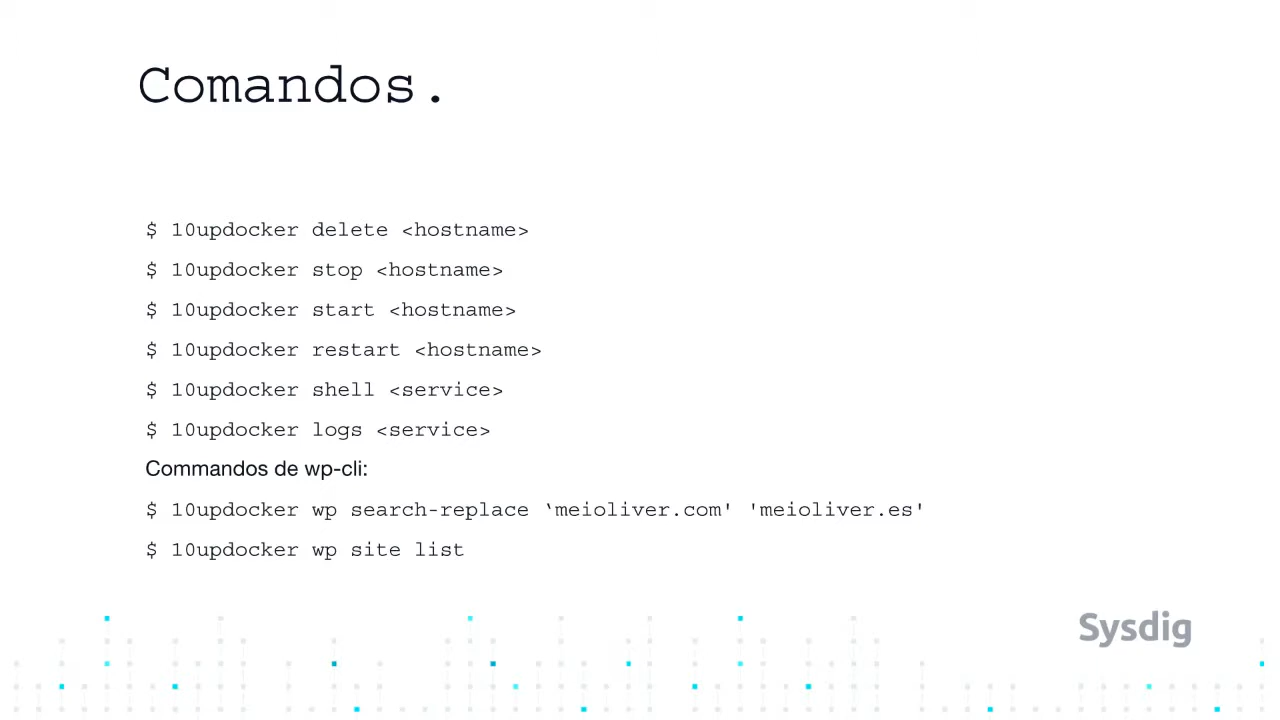 Comandos.
$ 10updocker delete <hostname>
$ 10updocker stop <hostname>
$ 10updocker start <hostname>
$ 10updocker restart <hostname>
$ 10updocker shell <service>
$ 10updocker logs <service>
Commandos de wp-cli:
$ 10updocker wp search-replace ‘meioliver.com' 'meioliver.es'
$ 10updocker wp site list
Sysdig